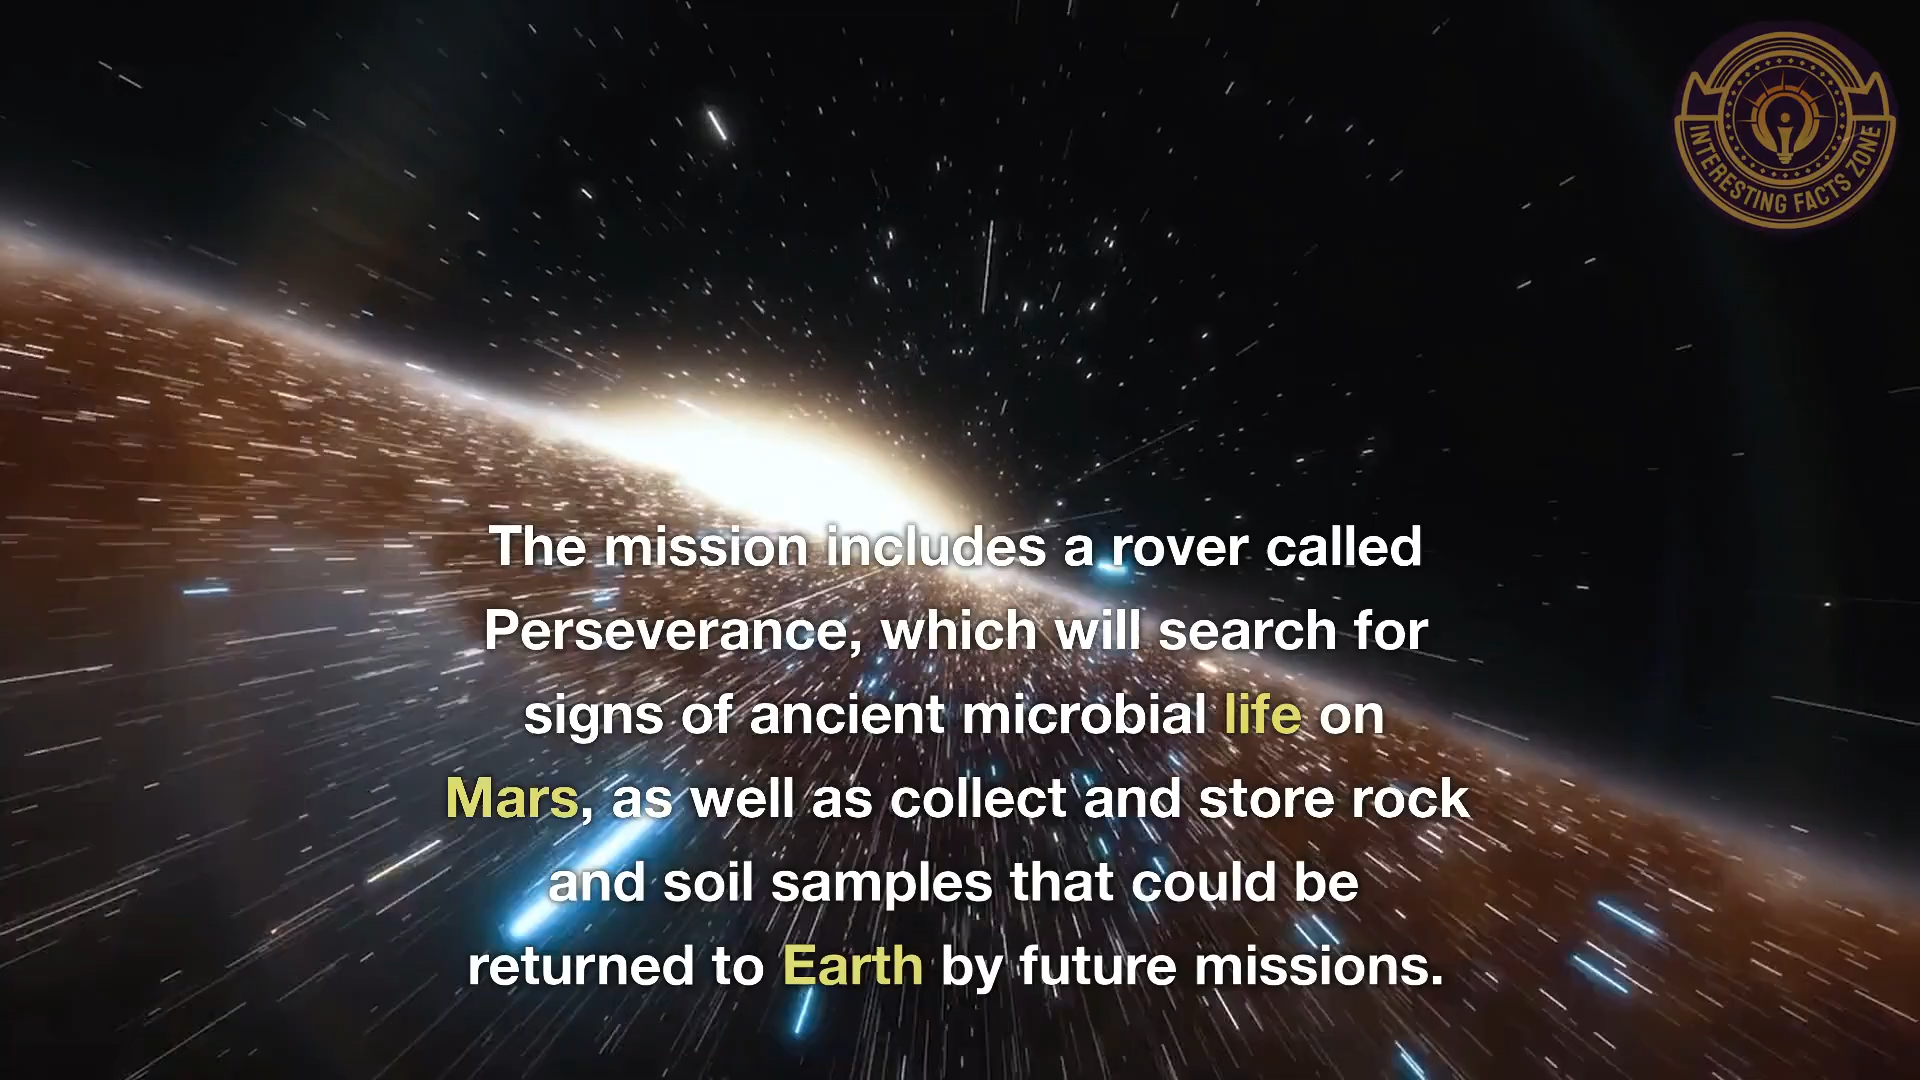 INTERESTING FACTS ZONE
The mission includes a rover called
Perseverance, which will search for
signs of ancient microbial life on
Mars, as well as collect and store rock
and soil samples that could be
returned to Earth by future missions.